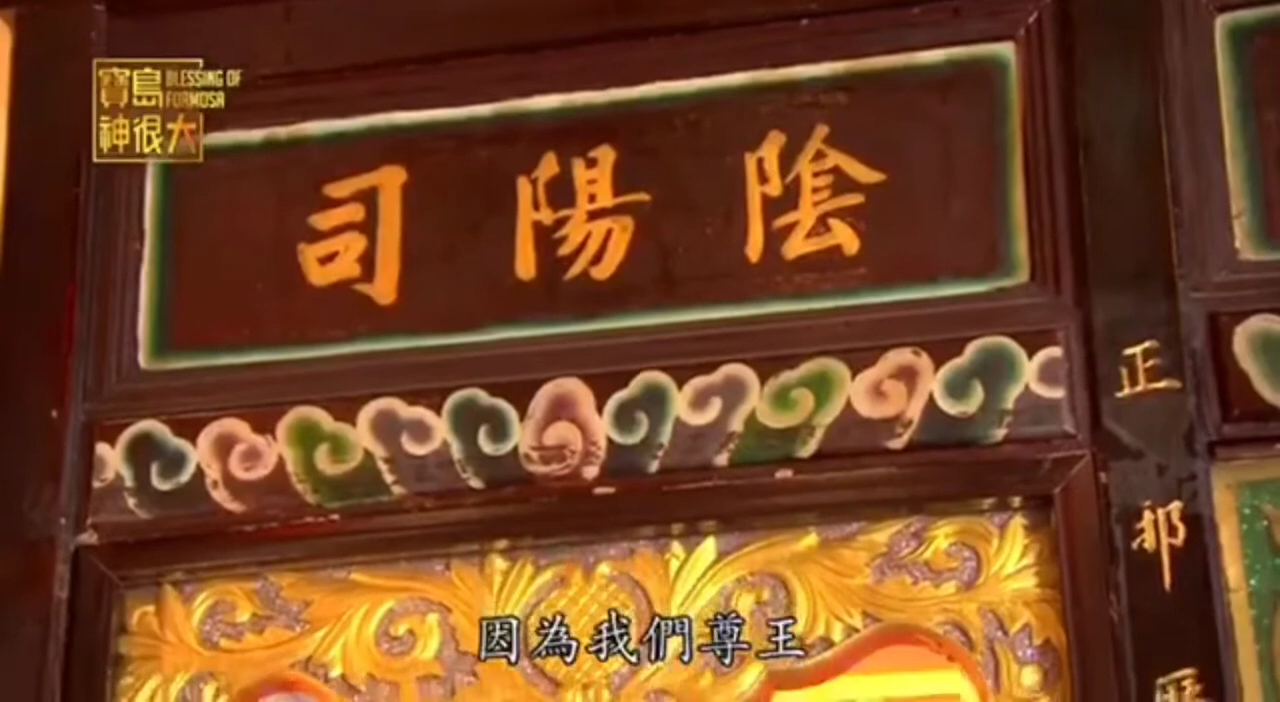 寶島
BLESSING OF
FORMOSA
神很大
陰陽司
正邪
因為我們尊王